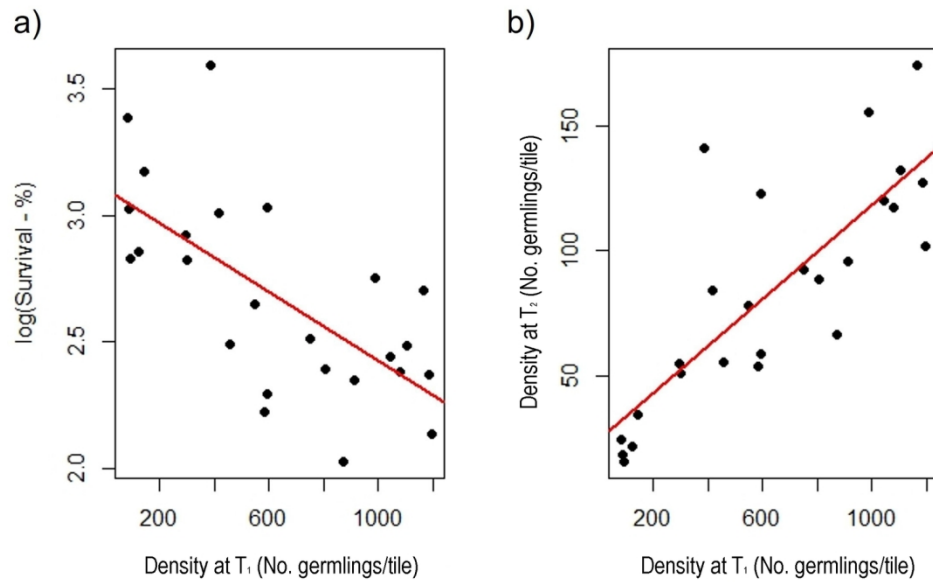 a)
log(Survival - %)
3.5
3.0
2.5
2.0
200
600
1000
Density at T₁ (No. germlings/tile)
b)
Density at T₂ (No. germlings/tile)
150
100
50
200
600
1000
Density at T₁ (No. germlings/tile)